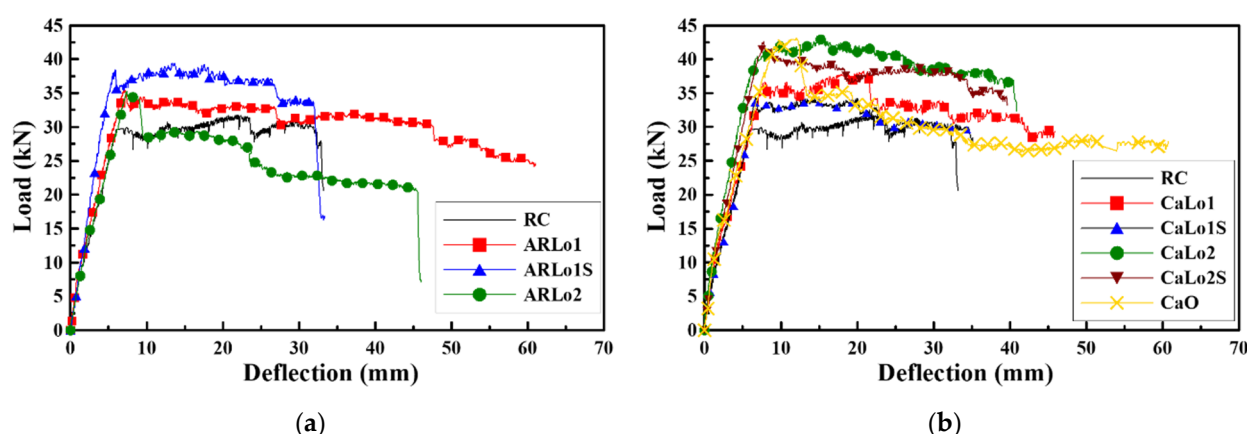 45
40
35
30
25
20
15
10
5
0
Load (kN)
RC
ARLo1
ARLo1S
ARLo2
0 10 20 30 40 50 60 70
Deflection (mm)
(a)
45
40
35
30
25
20
15
10
5
0
Load (kN)
RC
CaLo1
CaLo1S
CaLo2
CaLo2S
CaO
0 10 20 30 40 50 60 70
Deflection (mm)
(b)